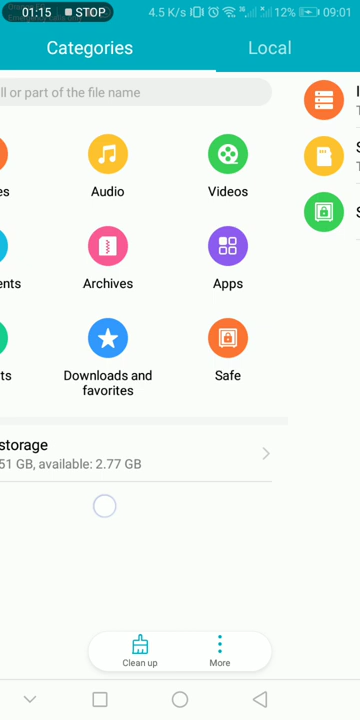 01:15 STOP 4.5 K/s 12% 09:01
Categories Local
ll or part of the file name
es Audio Videos
ents Archives Apps
ts Downloads and
favorites Safe
storage
51 GB, available: 2.77 GB
Clean up More